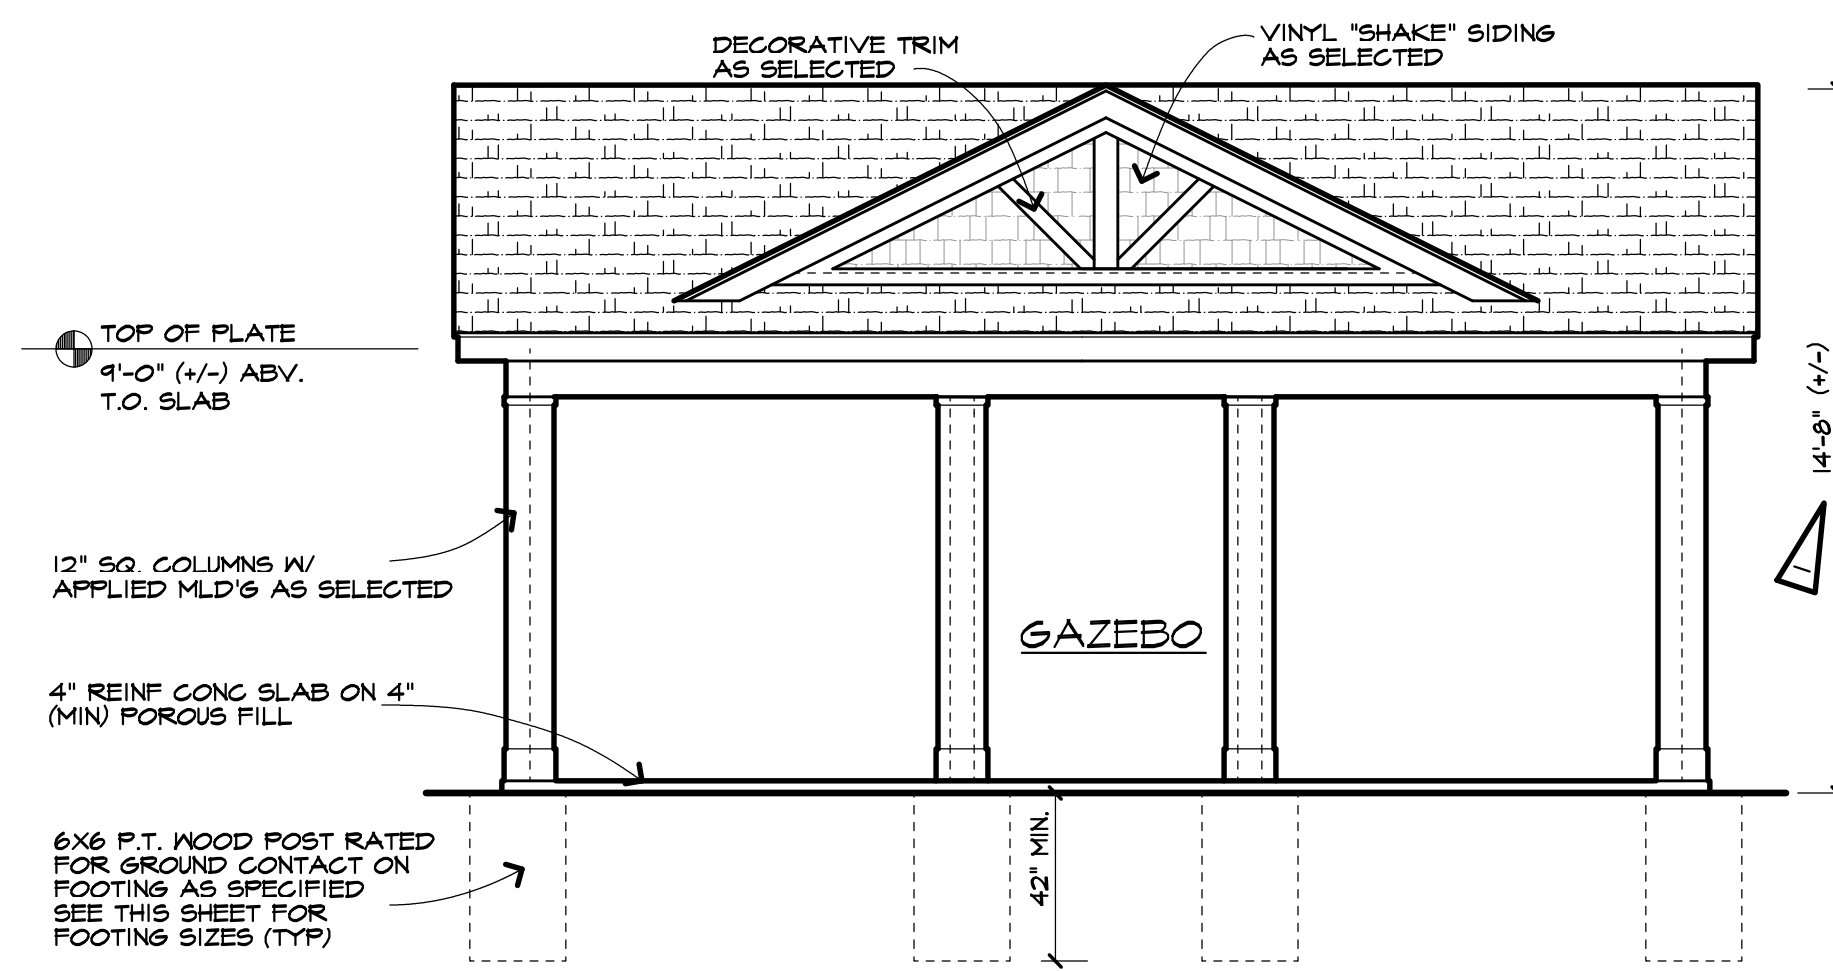 DECORATIVE TRIM
AS SELECTED
VINYL "SHAKE" SIDING
AS SELECTED
TOP OF PLATE
9'-0" (+/-) ABV.
T.O. SLAB
14'-8" (+/-)
12" SQ. COLUMNS W/
APPLIED MLD'G AS SELECTED
GAZEBO
4" REINF CONC SLAB ON 4"
(MIN) POROUS FILL
42" MIN.
6X6 P.T. WOOD POST RATED
FOR GROUND CONTACT ON
FOOTING AS SPECIFIED
SEE THIS SHEET FOR
FOOTING SIZES (TYP)